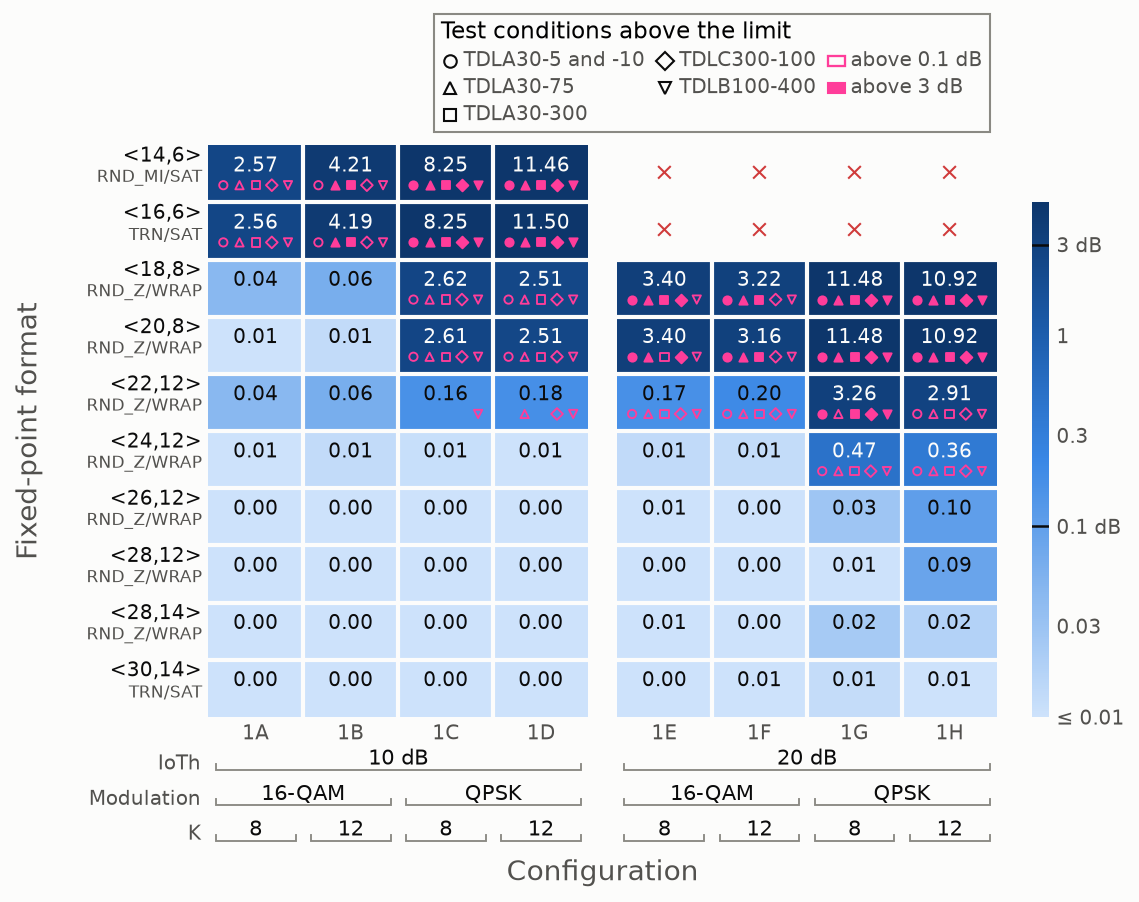 Test conditions above the limit
TDLA30-5 and -10 TDLC300-100 above 0.1 dB
TDLA30-75 TDLB100-400 above 3 dB
TDLA30-300
<14,6> 2.57 4.21 8.25 11.46
RND_MI/SAT
<16,6> 2.56 4.19 8.25 11.50
TRN/SAT
<18,8> 0.04 0.06 2.62 2.51 3.40 3.22 11.48 10.92
RND_Z/WRAP
<20,8> 0.01 0.01 2.61 2.51 3.40 3.16 11.48 10.92
RND_Z/WRAP
<22,12> 0.04 0.06 0.16 0.18 0.17 0.20 3.26 2.91
RND_Z/WRAP
<24,12> 0.01 0.01 0.01 0.01 0.01 0.01 0.47 0.36
RND_Z/WRAP
<26,12> 0.00 0.00 0.00 0.00 0.01 0.00 0.03 0.10
RND_Z/WRAP
<28,12> 0.00 0.00 0.00 0.00 0.00 0.00 0.01 0.09
RND_Z/WRAP
<28,14> 0.00 0.00 0.00 0.00 0.01 0.00 0.02 0.02
RND_Z/WRAP
<30,14> 0.00 0.00 0.00 0.00 0.00 0.01 0.01 0.01
TRN/SAT
Fixed-point format
3 dB
1
0.3
0.1 dB
0.03
≤ 0.01
1A 1B 1C 1D 1E 1F 1G 1H
IoTh 10 dB 20 dB
Modulation 16-QAM QPSK 16-QAM QPSK
K 8 12 8 12 8 12 8 12
Configuration